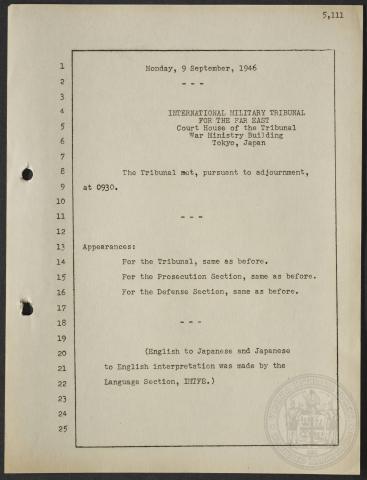 5,111
1 Monday, 9 September, 1946
2 - - -
3
4 INTERNATIONAL MILITARY TRIBUNAL
5 FOR THE FAR EAST
Court House of the Tribunal
6 War Ministry Building
7 Tokyo, Japan
8 The Tribunal met, pursuant to adjournment,
9 at 0930.
10
11 - - -
12
13 Appearances:
14 For the Tribunal, same as before.
15 For the Prosecution Section, same as before.
16 For the Defense Section, same as before.
17
18 - - -
19
20 (English to Japanese and Japanese
21 to English interpretation was made by the
22 Language Section, IMTFE.)
23
24
25